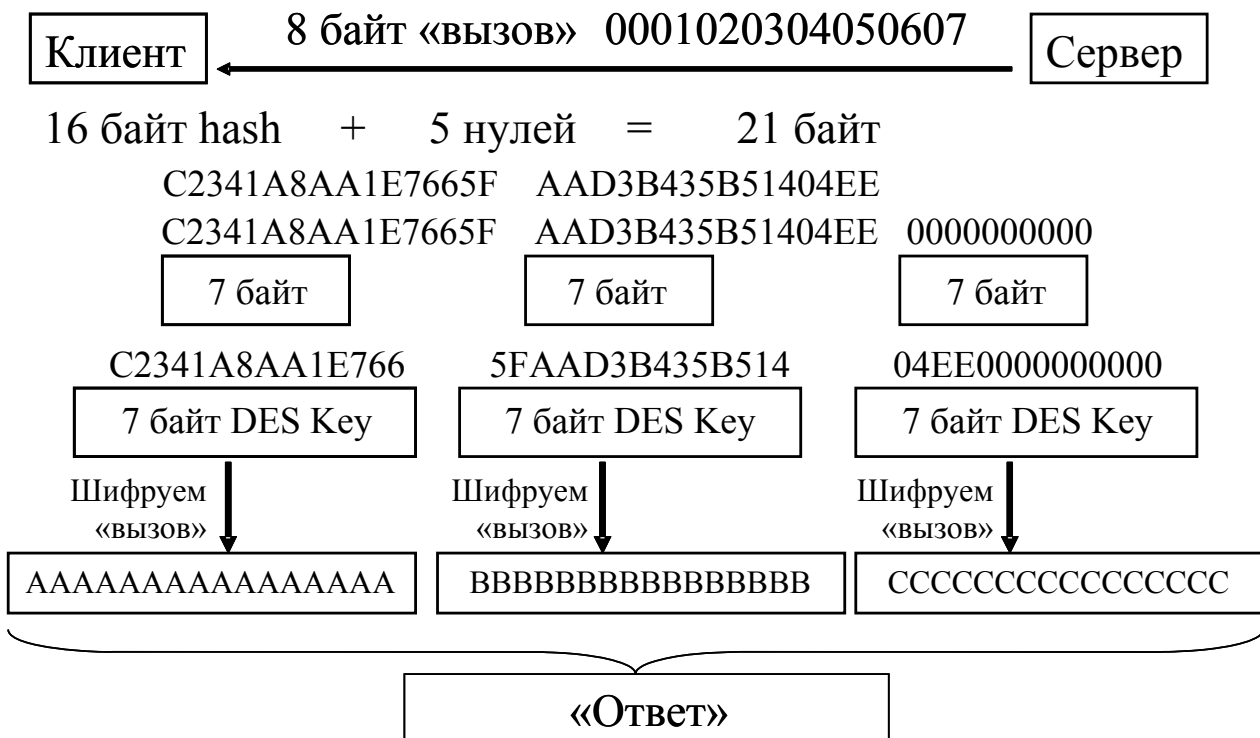 Клиент 8 байт «вызов» 0001020304050607 Сервер
16 байт hash + 5 нулей = 21 байт
C2341A8AA1E7665F AAD3B435B51404EE
C2341A8AA1E7665F AAD3B435B51404EE 0000000000
7 байт 7 байт 7 байт
C2341A8AA1E766 5FAAD3B435B514 04EE0000000000
7 байт DES Key 7 байт DES Key 7 байт DES Key
Шифруем Шифруем Шифруем
«вызов» «вызов» «вызов»
AAAAAAAAAAAAAAAA BBBBBBBBBBBBBBBB CCCCCCCCCCCCCCCC
«Ответ»